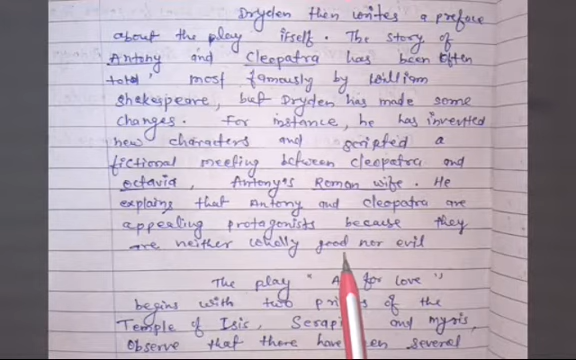 Dryden then writes a preface
about the play itself. The story of
Antony and Cleopatra has been often
told' most famously by William
Shakespeare, but Dryden has made some
changes. For instance, he has invented
new characters and scripted a
fictional meeting between cleopatra and
octavia, Antony's Roman wife. He
explains that Antony and cleopatra are
appealing protagonists because they
are neither wholly good nor evil
The play " A for love "
begins with two of the
Temple of Isis, Serap and myris,
observe that there have several